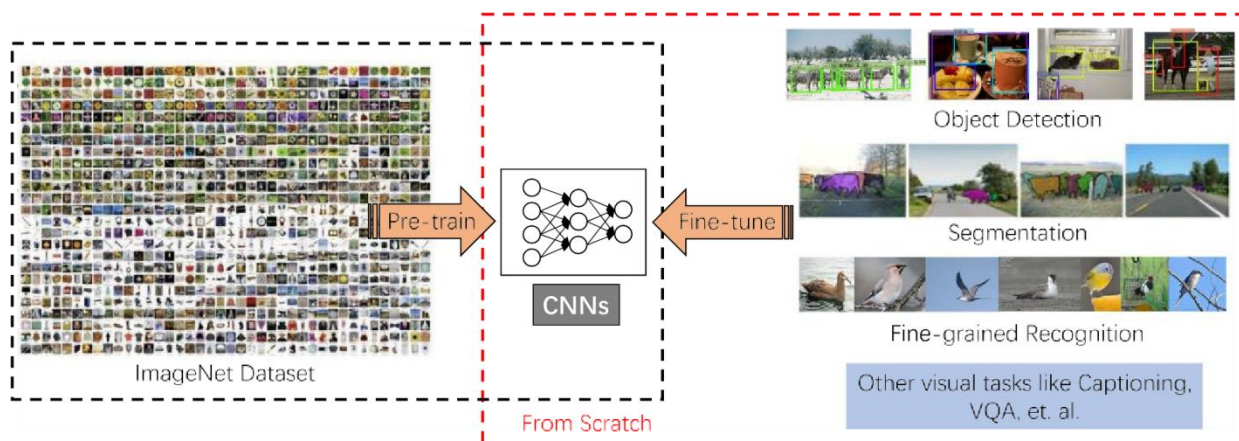 ImageNet Dataset
Pre-train
CNNs
From Scratch
Fine-tune
Object Detection
Segmentation
Fine-grained Recognition
Other visual tasks like Captioning,
VQA, et. al.